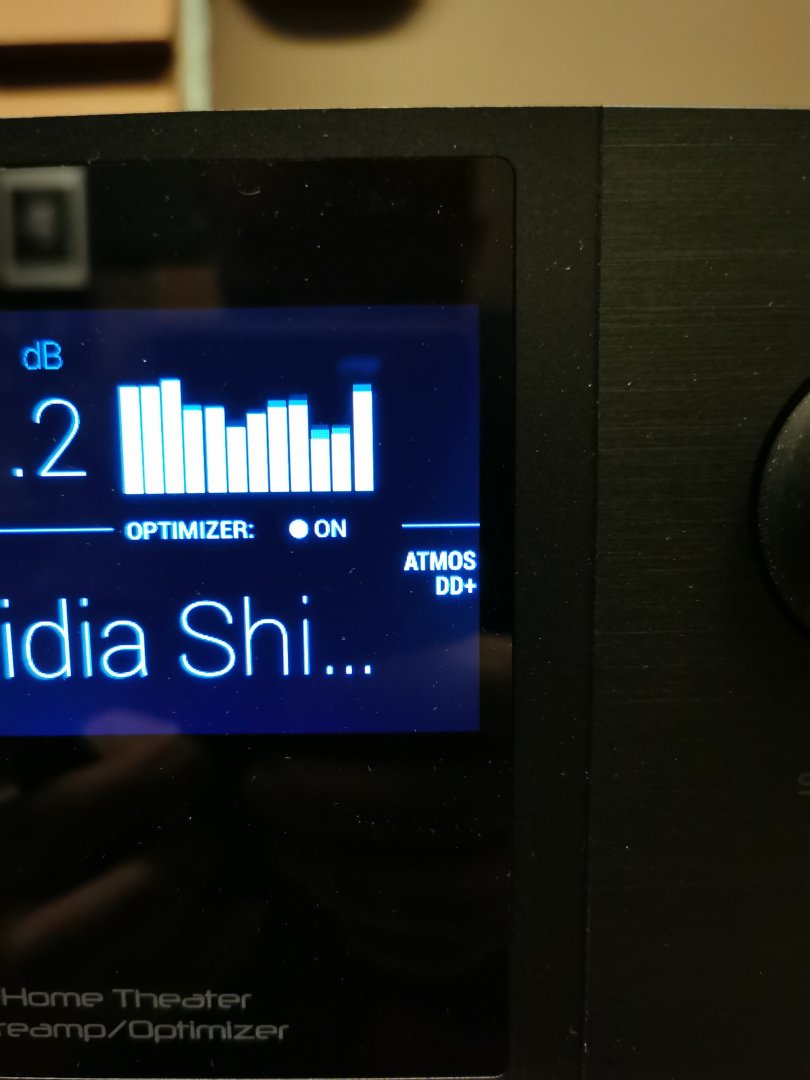 dB
.2
OPTIMIZER: ON
ATMOS
DD+
idia Shi...
Home Theater
reamp/Optimizer